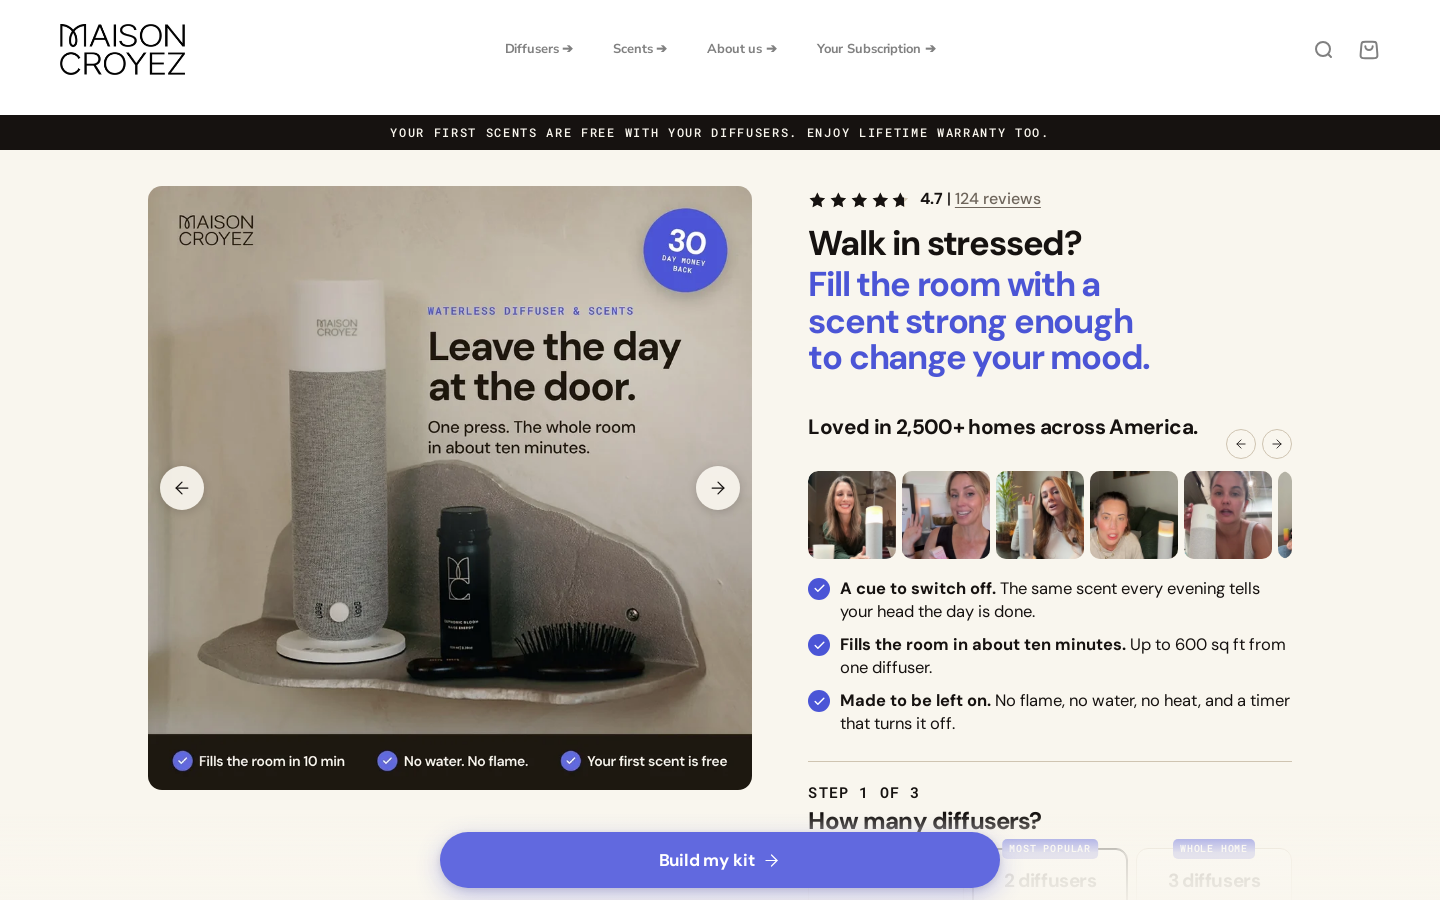 MAISON
CROYEZ
Diffusers ➔
Scents ➔
About us ➔
Your Subscription ➔
YOUR FIRST SCENTS ARE FREE WITH YOUR DIFFUSERS. ENJOY LIFETIME WARRANTY TOO.
MAISON
CROYEZ
30
DAY MONEY
BACK
MAISON
CROYEZ
WATERLESS DIFFUSER & SCENTS
Leave the day
at the door.
One press. The whole room
in about ten minutes.
Fills the room in 10 min
No water. No flame.
Your first scent is free
4.7 | 124 reviews
Walk in stressed?
Fill the room with a
scent strong enough
to change your mood.
Loved in 2,500+ homes across America.
A cue to switch off. The same scent every evening tells
your head the day is done.
Fills the room in about ten minutes. Up to 600 sq ft from
one diffuser.
Made to be left on. No flame, no water, no heat, and a timer
that turns it off.
STEP 1 OF 3
How many diffusers?
MOST POPULAR
2 diffusers
WHOLE HOME
3 diffusers
Build my kit →